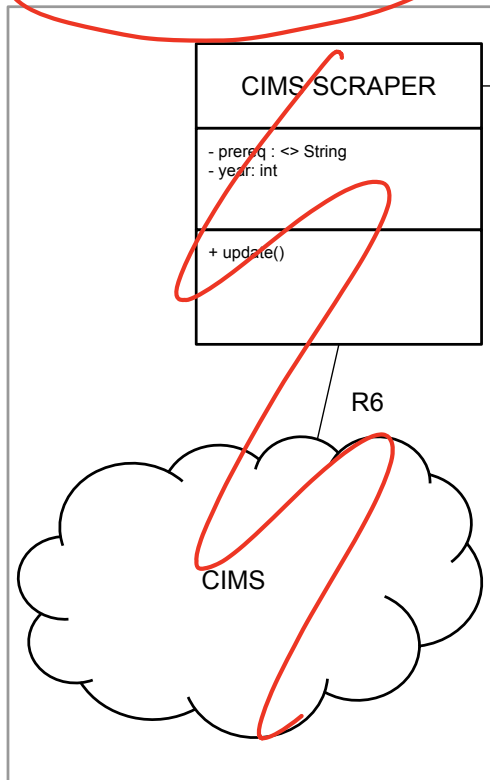 CIMS SCRAPER
- prereq : <> String
- year: int
+ update()
R6
CIMS